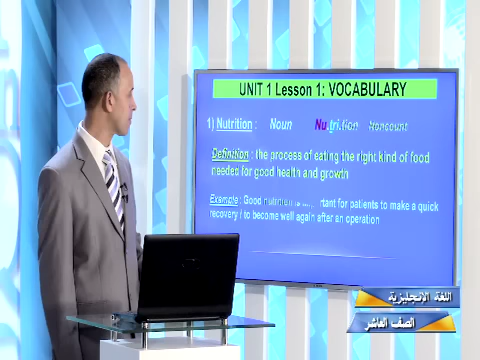 UNIT 1 Lesson 1: VOCABULARY
1) Nutrition : Noun Nu.tri.tion Noncount
Definition : the process of eating the right kind of food
needed for good health and growth
Example : Good nutrition is important for patients to make a quick
recovery / to become well again after an operation
اللغة الإنجليزية
الصف العاشر